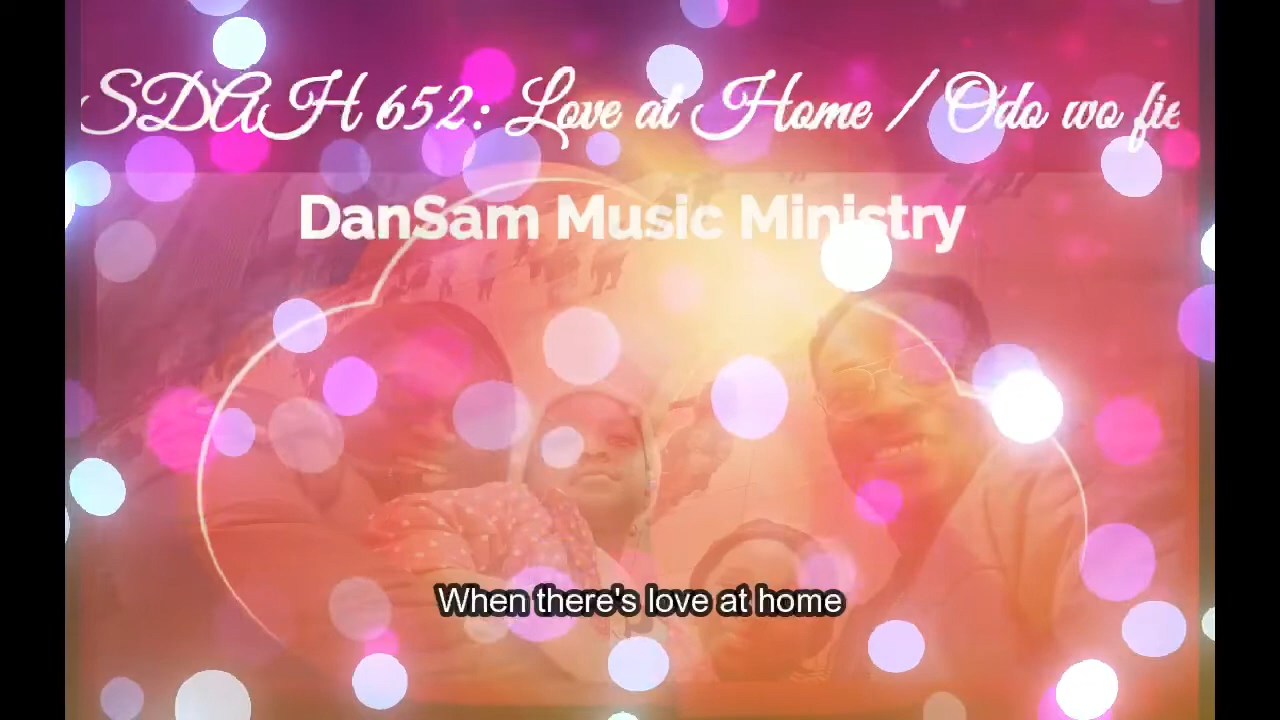 SDAH 652: Love at Home / Odo wo fie
DanSam Music Ministry
When there's love at home